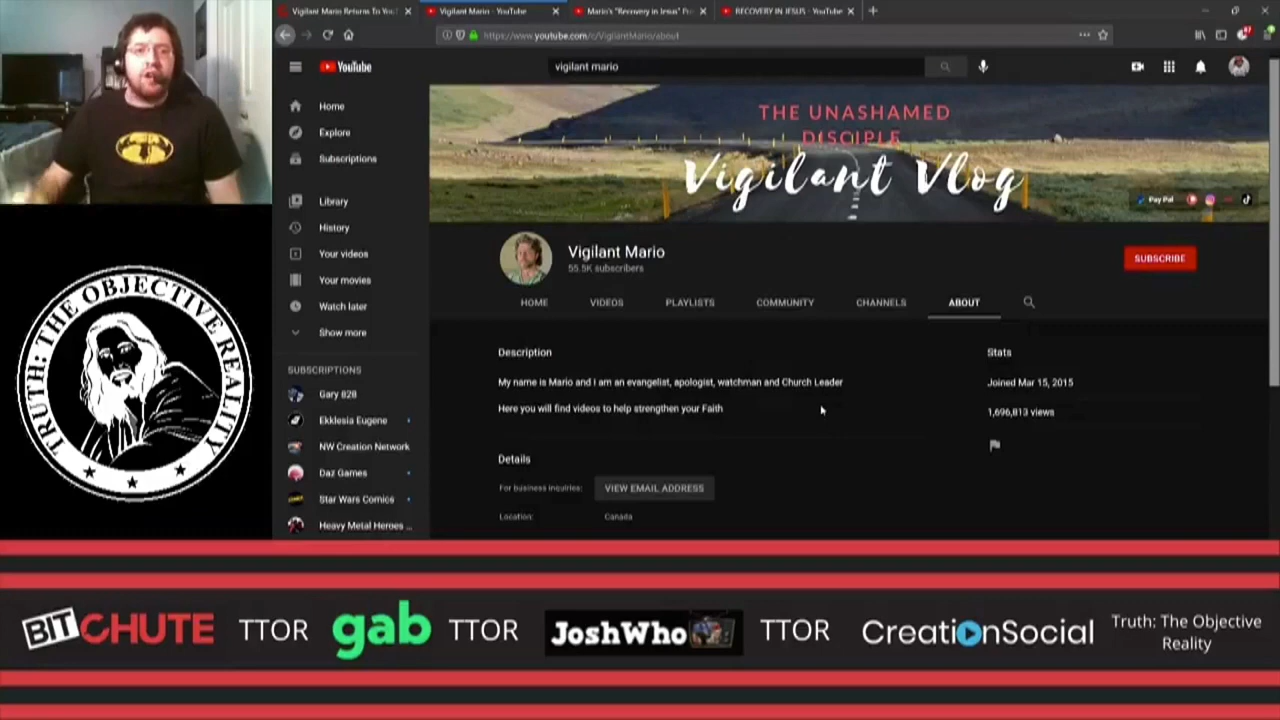 Vigilant Mario Returns To You
Vigilant Mario - YouTube
Mario's "Recovery in Jesus" Pr
RECOVERY IN JESUS - YouTube
https://www.youtube.com/c/VigilantMario/about
YouTube
vigilant mario
Home
Explore
Subscriptions
Library
History
Your videos
Your movies
Watch later
Show more
SUBSCRIPTIONS
Gary 828
Ekklesia Eugene
NW Creation Network
Daz Games
Star Wars Comics
Heavy Metal Heroes ...
THE UNASHAMED
DISCIPLE
Vigilant Vlog
PayPal
Vigilant Mario
55.5K subscribers
SUBSCRIBE
HOME VIDEOS PLAYLISTS COMMUNITY CHANNELS ABOUT
Description
My name is Mario and I am an evangelist, apologist, watchman and Church Leader
Here you will find videos to help strengthen your Faith
Stats
Joined Mar 15, 2015
1,696,813 views
Details
For business inquiries: VIEW EMAIL ADDRESS
Location: Canada
TRUTH: THE OBJECTIVE REALITY
BITCHUTE TTOR gab TTOR JoshWho TTOR CreationSocial Truth: The Objective
Reality